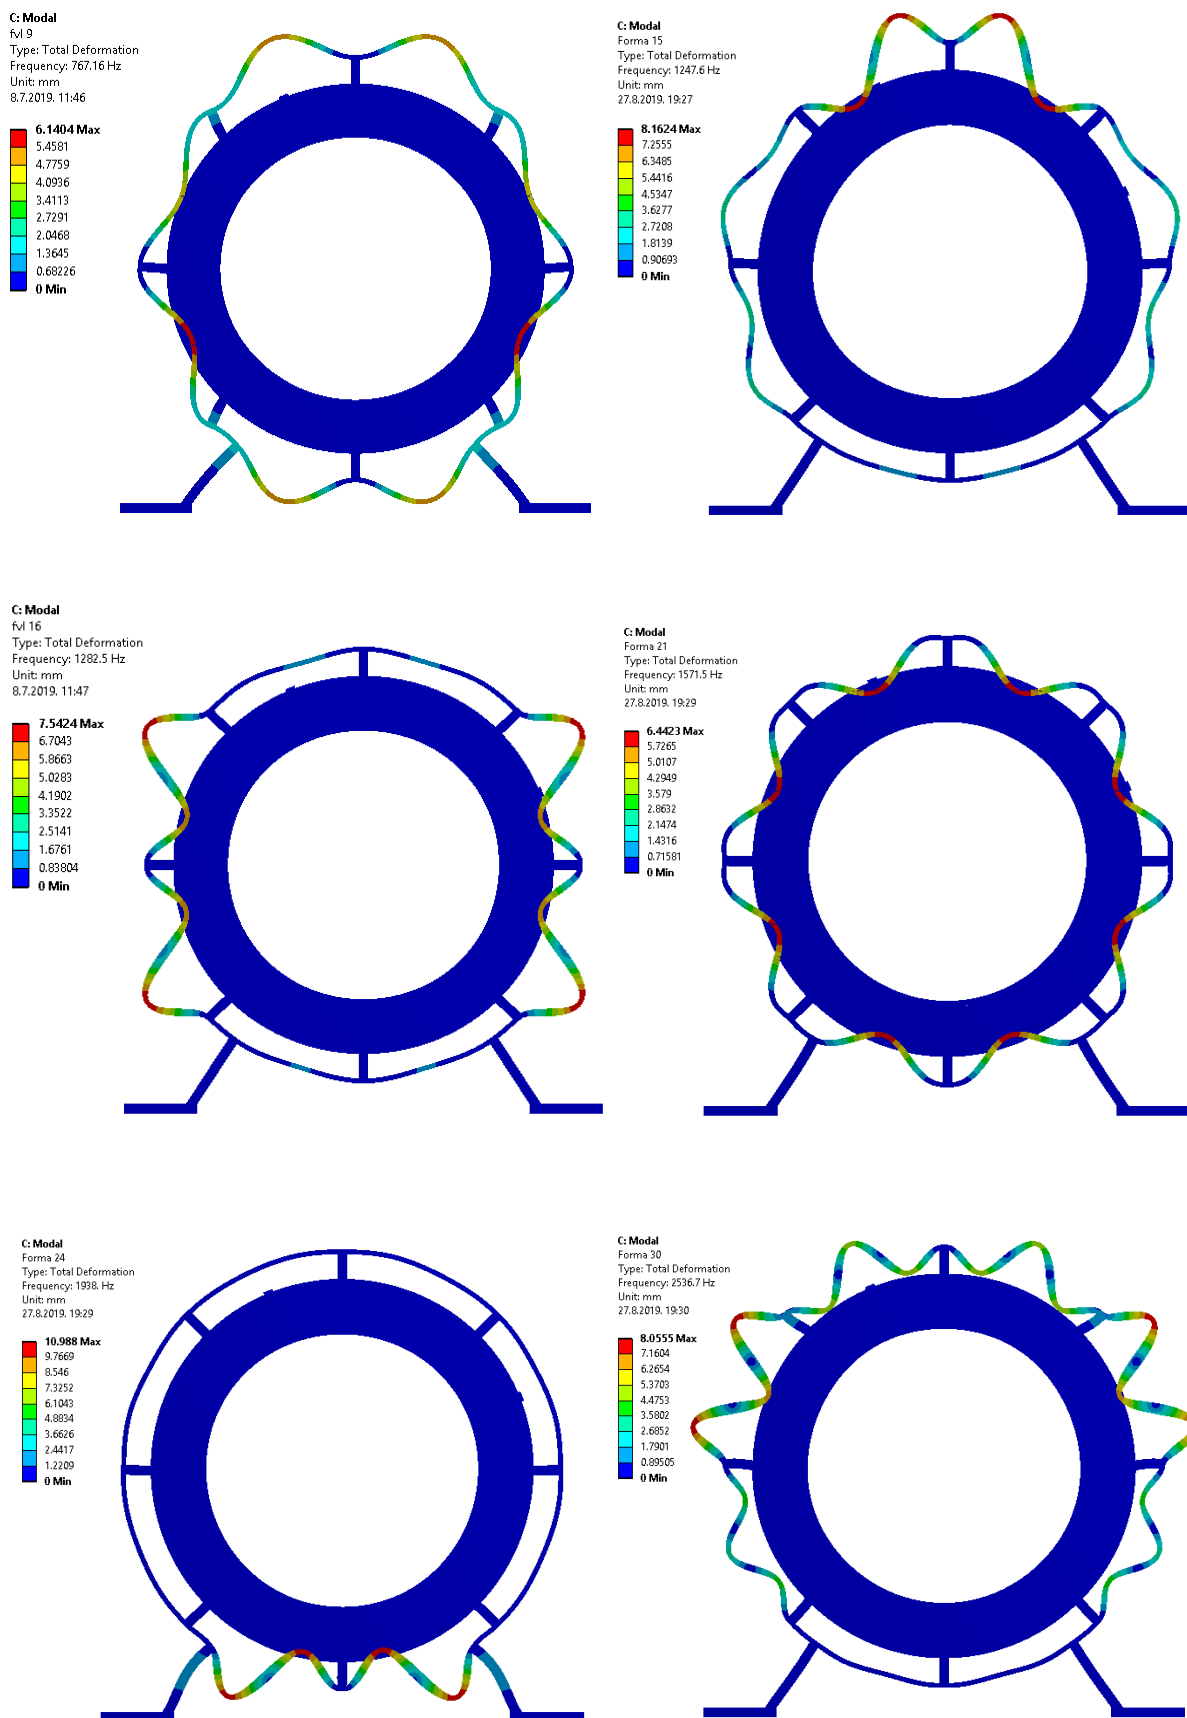 C: Modal
fvl 9
Type: Total Deformation
Frequency: 767.16 Hz
Unit: mm
8.7.2019. 11:46
6.1404 Max
5.4581
4.7759
4.0936
3.4113
2.7291
2.0468
1.3645
0.68226
0 Min
C: Modal
Forma 15
Type: Total Deformation
Frequency: 1247.6 Hz
Unit: mm
27.8.2019. 19:27
8.1624 Max
7.2555
6.3485
5.4416
4.5347
3.6277
2.7208
1.8139
0.90693
0 Min
C: Modal
fvl 16
Type: Total Deformation
Frequency: 1282.5 Hz
Unit: mm
8.7.2019. 11:47
7.5424 Max
6.7043
5.8663
5.0283
4.1902
3.3522
2.5141
1.6761
0.83804
0 Min
C: Modal
Forma 21
Type: Total Deformation
Frequency: 1571.5 Hz
Unit: mm
27.8.2019. 19:29
6.4423 Max
5.7265
5.0107
4.2949
3.579
2.8632
2.1474
1.4316
0.71581
0 Min
C: Modal
Forma 24
Type: Total Deformation
Frequency: 1938. Hz
Unit: mm
27.8.2019. 19:29
10.988 Max
9.7669
8.546
7.3252
6.1043
4.8834
3.6626
2.4417
1.2209
0 Min
C: Modal
Forma 30
Type: Total Deformation
Frequency: 2536.7 Hz
Unit: mm
27.8.2019. 19:30
8.0555 Max
7.1604
6.2654
5.3703
4.4753
3.5802
2.6852
1.7901
0.89505
0 Min